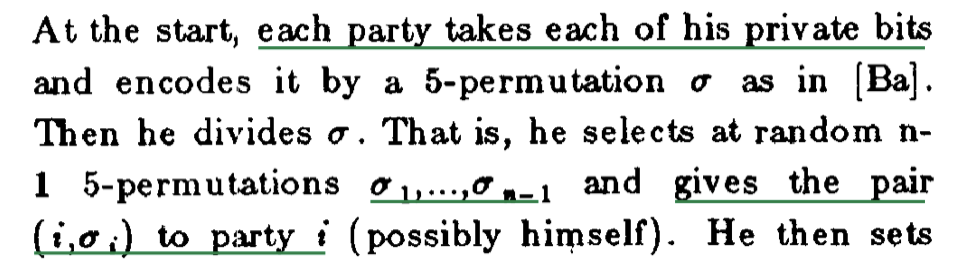 At the start, each party takes each of his private bits
and encodes it by a 5-permutation σ as in [Ba].
Then he divides σ. That is, he selects at random n-
1 5-permutations σ₁,...,σₙ₋₁ and gives the pair
(i,σᵢ) to party i (possibly himself). He then sets